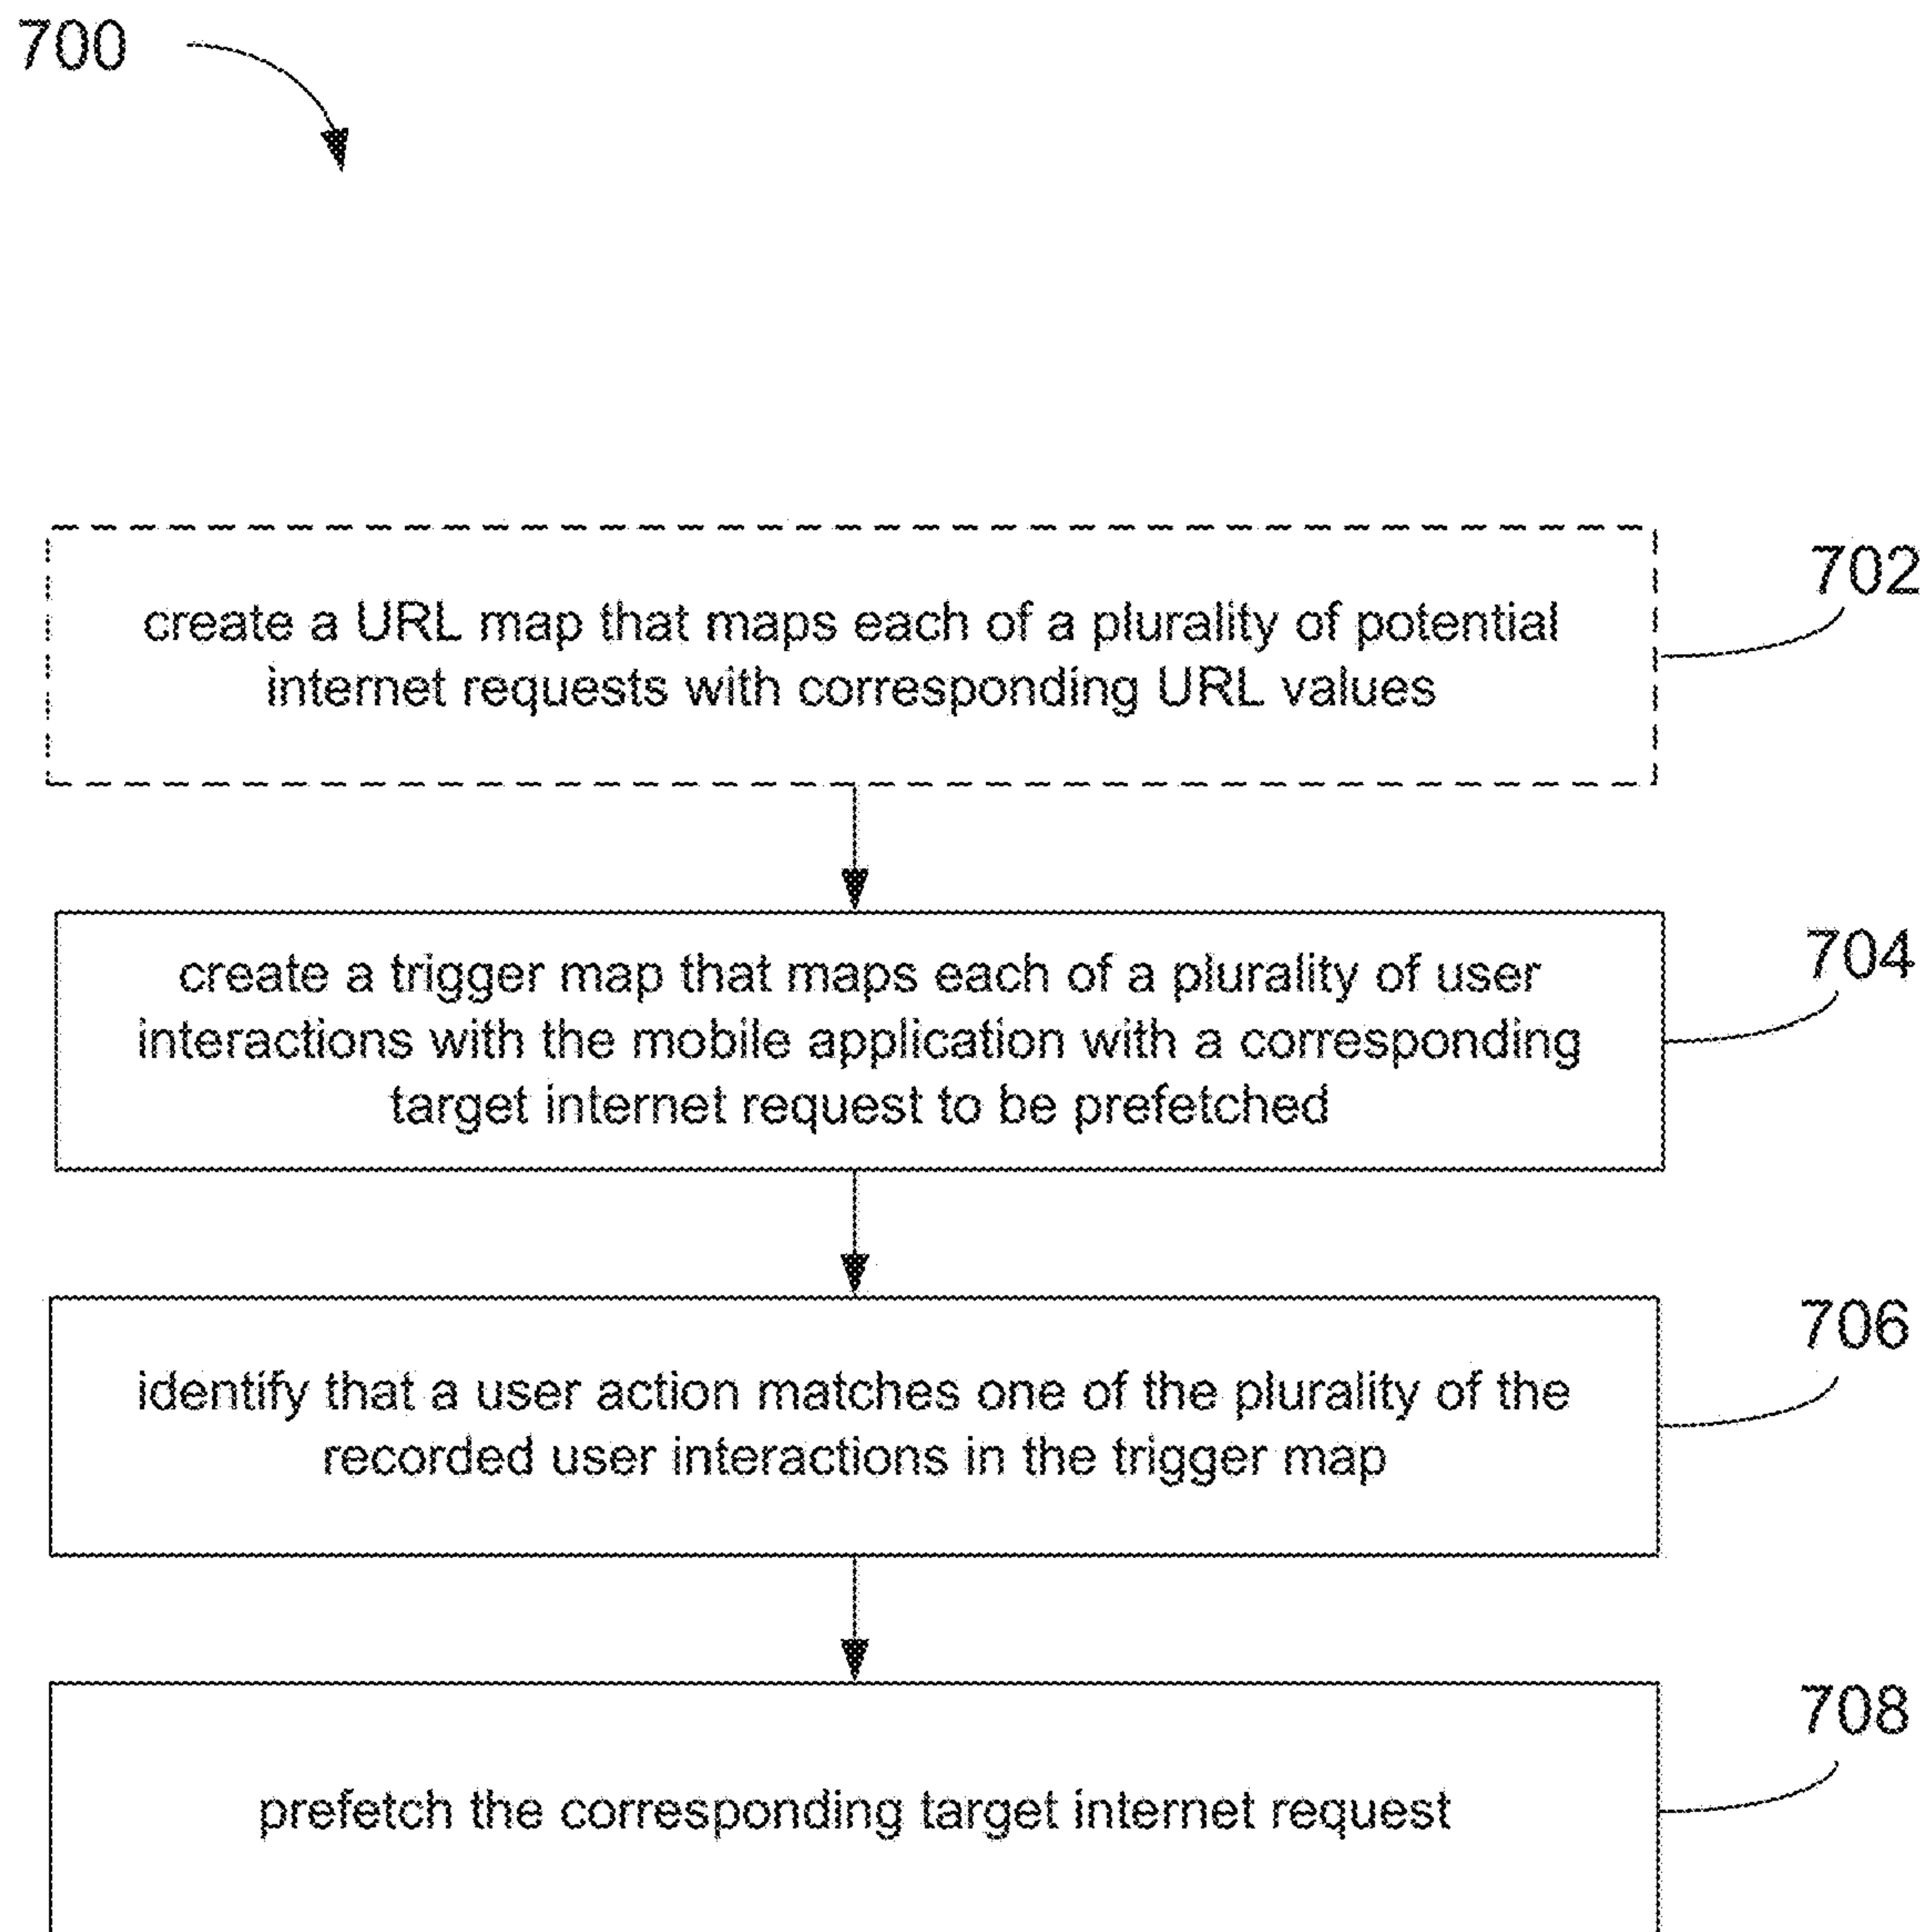 700
702
create a URL map that maps each of a plurality of potential
internet requests with corresponding URL values
704
create a trigger map that maps each of a plurality of user
interactions with the mobile application with a corresponding
target internet request to be prefetched
706
identify that a user action matches one of the plurality of the
recorded user interactions in the trigger map
708
prefetch the corresponding target internet request